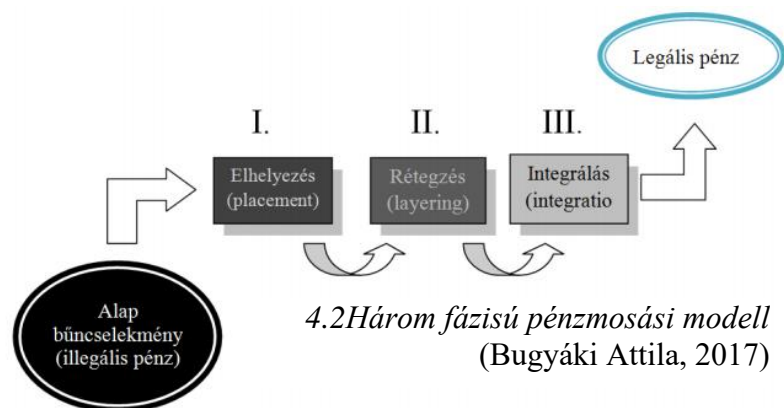 Legális pénz
I.
II.
III.
Elhelyezés
(placement)
Rétegzés
(layering)
Integrálás
(integratio
Alap
bűncselekmény
(illegális pénz)
4.2Három fázisú pénzmosási modell
(Bugyáki Attila, 2017)